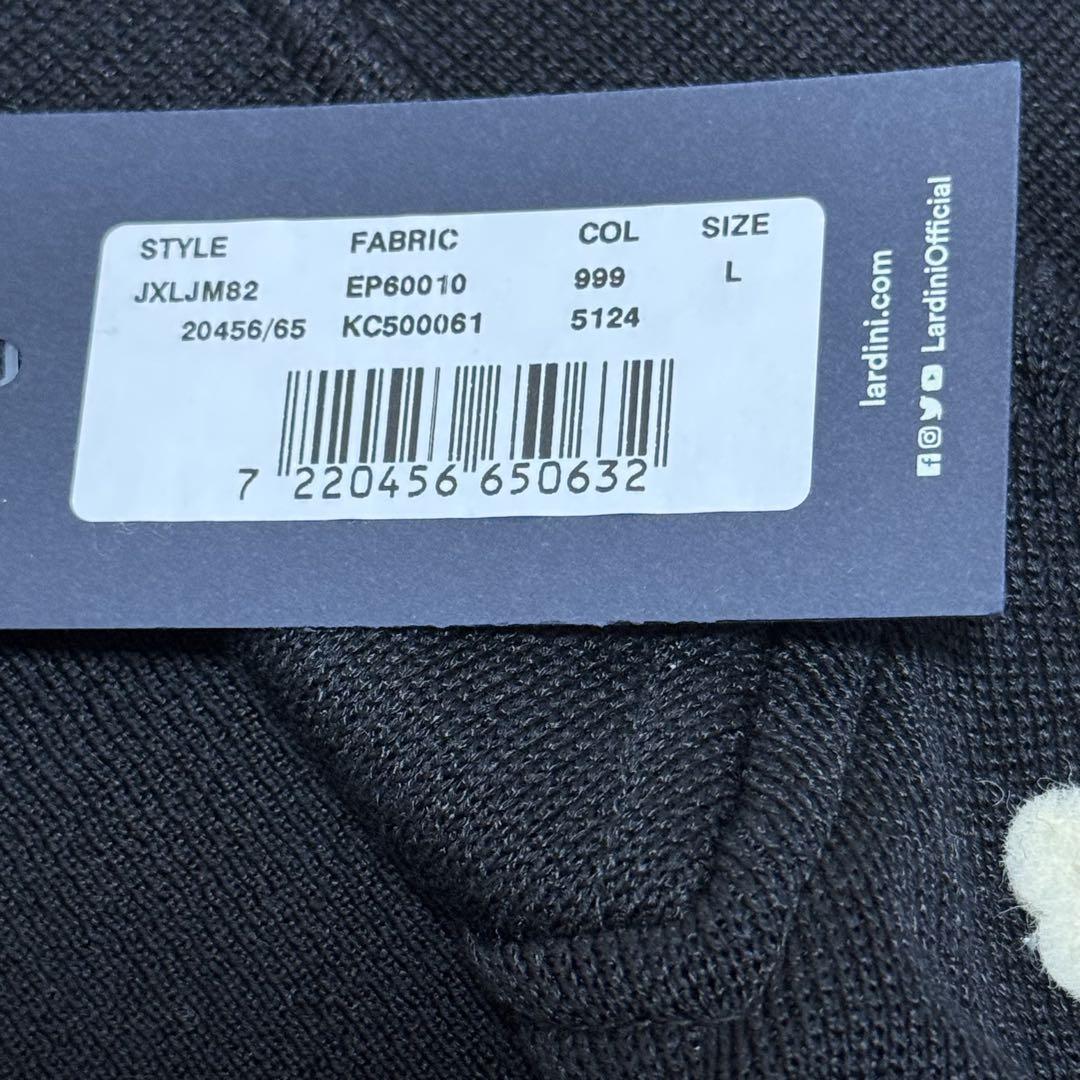 STYLE FABRIC COL SIZE
JXLJM82 EP60010 999 L
20456/65 KC500061 5124
7 220456 650632
lardini.com
LardiniOfficial